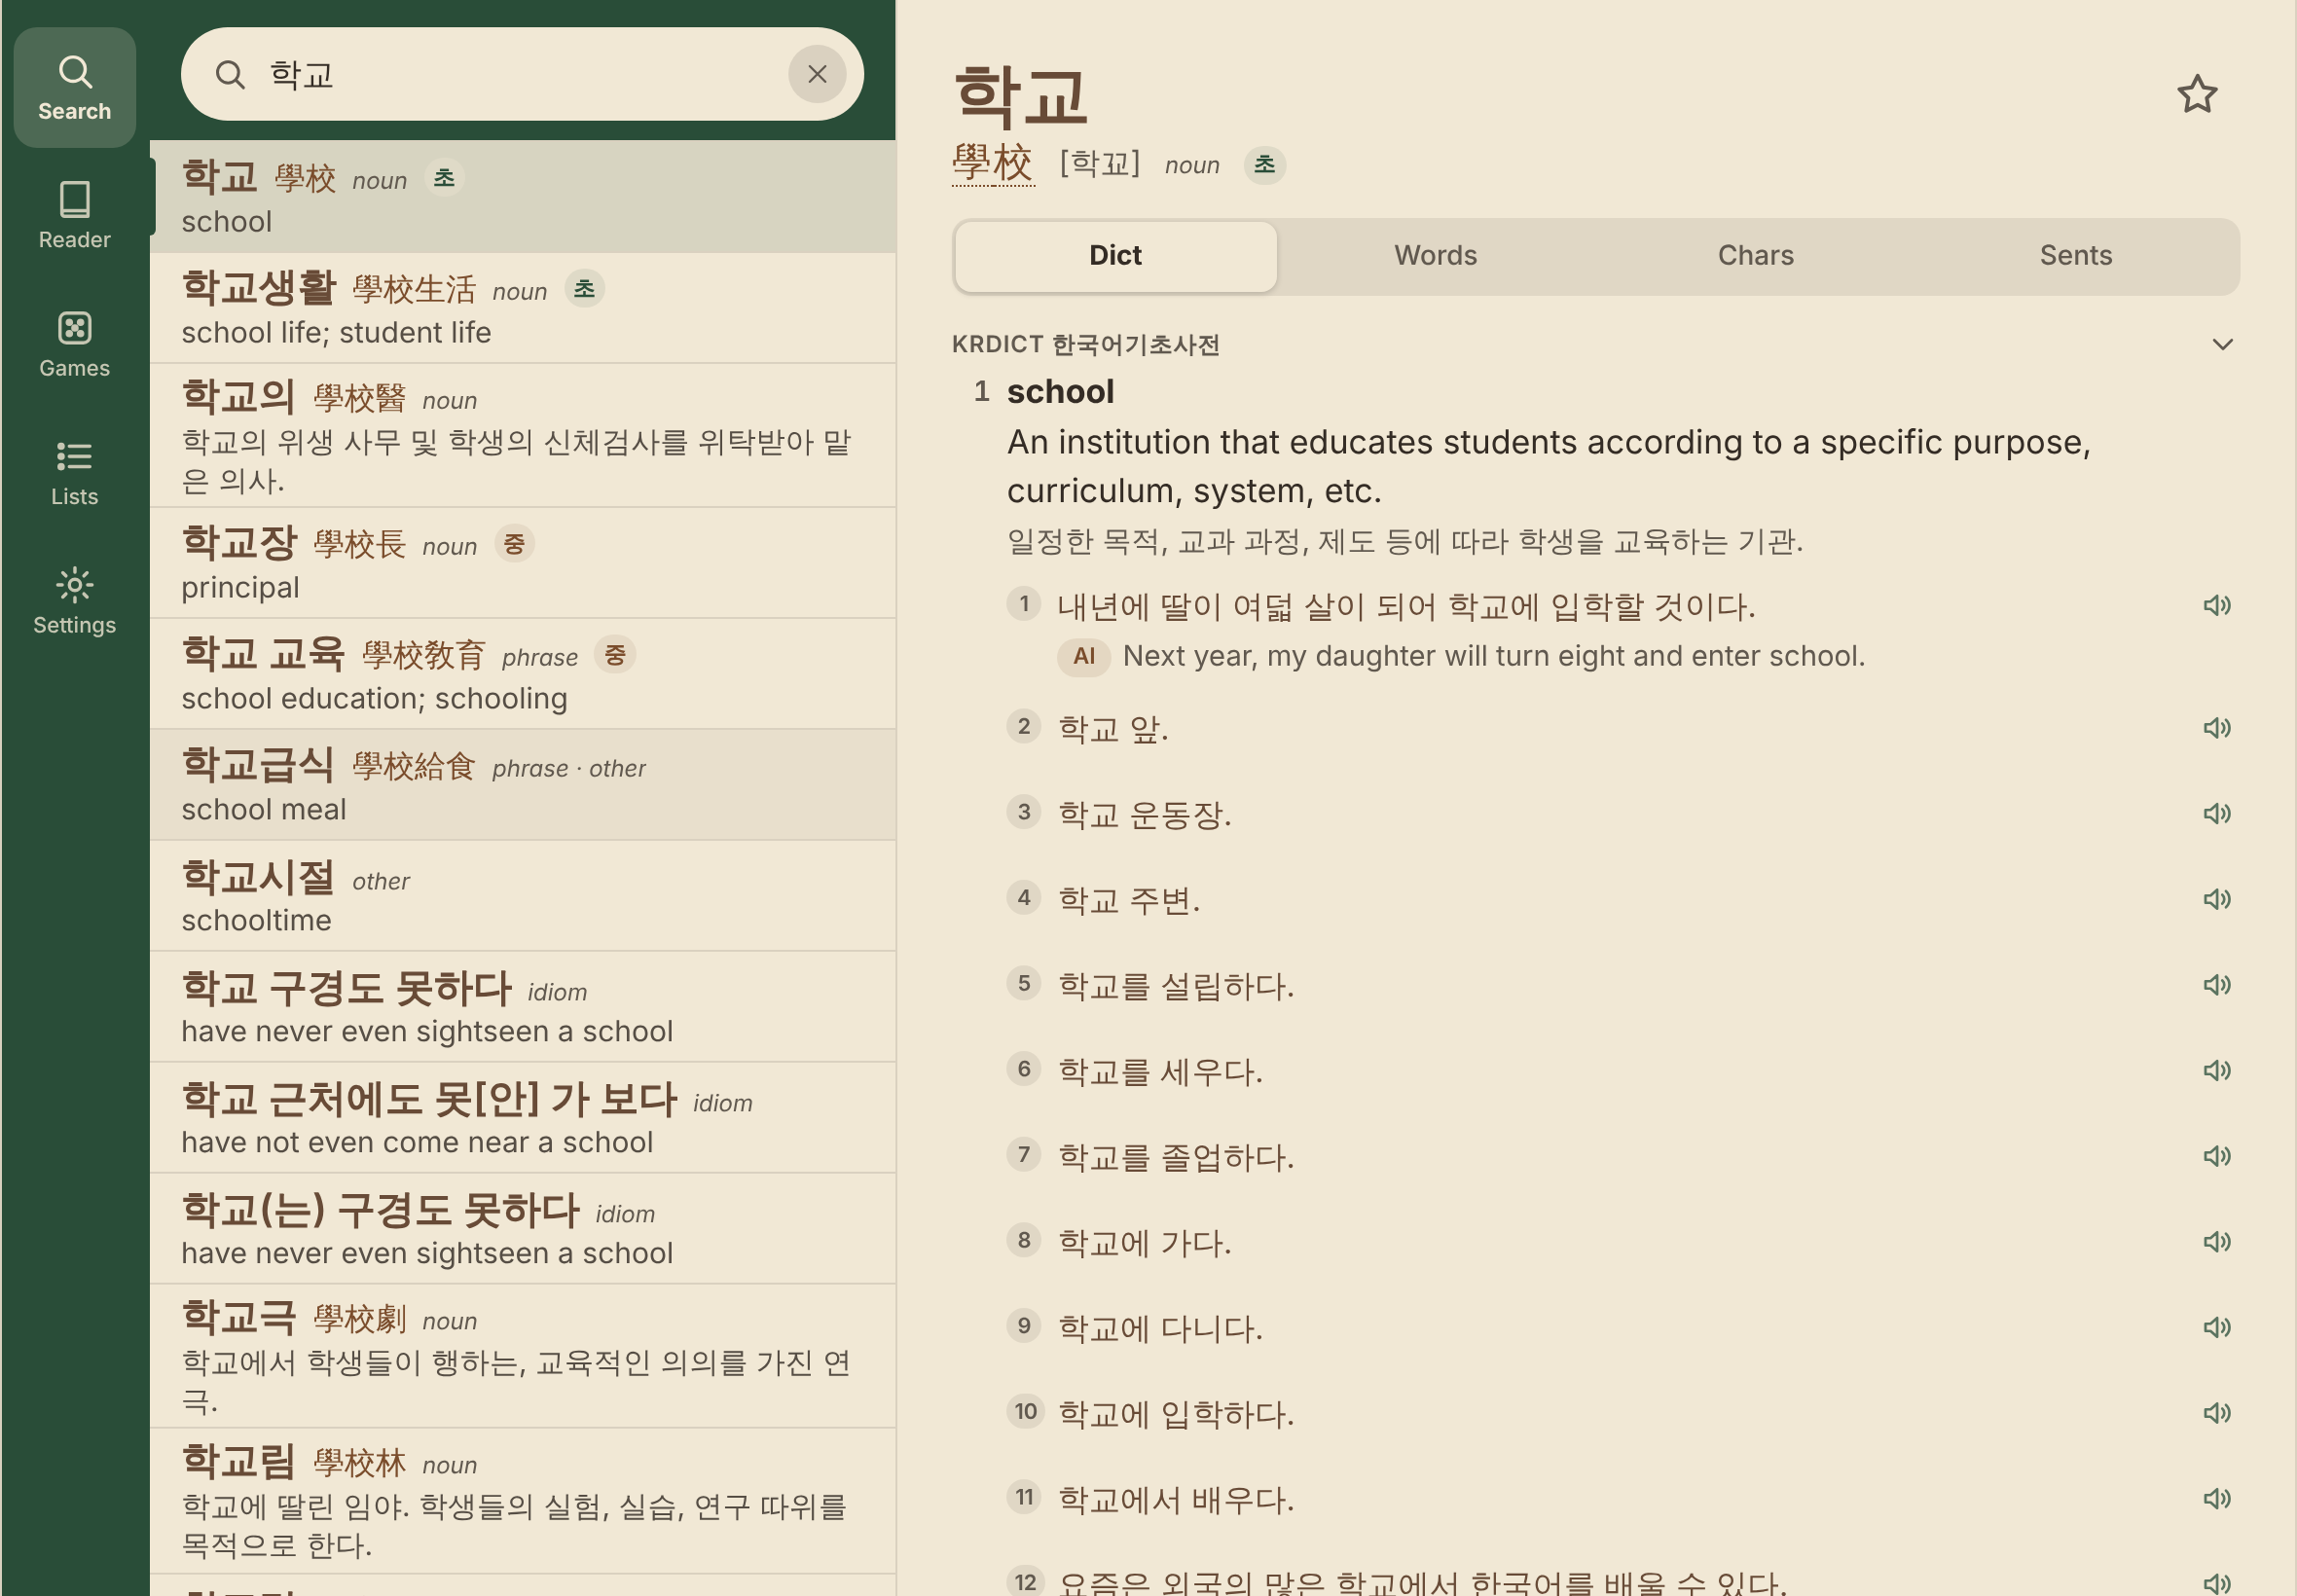 Search
Reader
Games
Lists
Settings
학교
학교 學校 noun 초
school
학교생활 學校生活 noun 초
school life; student life
학교의 學校醫 noun
학교의 위생 사무 및 학생의 신체검사를 위탁받아 맡
은 의사.
학교장 學校長 noun 중
principal
학교 교육 學校敎育 phrase 중
school education; schooling
학교급식 學校給食 phrase · other
school meal
학교시절 other
schooltime
학교 구경도 못하다 idiom
have never even sightseen a school
학교 근처에도 못[안] 가 보다 idiom
have not even come near a school
학교(는) 구경도 못하다 idiom
have never even sightseen a school
학교극 學校劇 noun
학교에서 학생들이 행하는, 교육적인 의의를 가진 연
극.
학교림 學校林 noun
학교에 딸린 임야. 학생들의 실험, 실습, 연구 따위를
목적으로 한다.
학교
學校 [학꾜] noun 초
Dict Words Chars Sents
KRDICT 한국어기초사전
1 school
An institution that educates students according to a specific purpose,
curriculum, system, etc.
일정한 목적, 교과 과정, 제도 등에 따라 학생을 교육하는 기관.
1 내년에 딸이 여덟 살이 되어 학교에 입학할 것이다.
AI Next year, my daughter will turn eight and enter school.
2 학교 앞.
3 학교 운동장.
4 학교 주변.
5 학교를 설립하다.
6 학교를 세우다.
7 학교를 졸업하다.
8 학교에 가다.
9 학교에 다니다.
10 학교에 입학하다.
11 학교에서 배우다.
12 요즘은 외국의 많은 학교에서 한국어를 배울 수 있다.